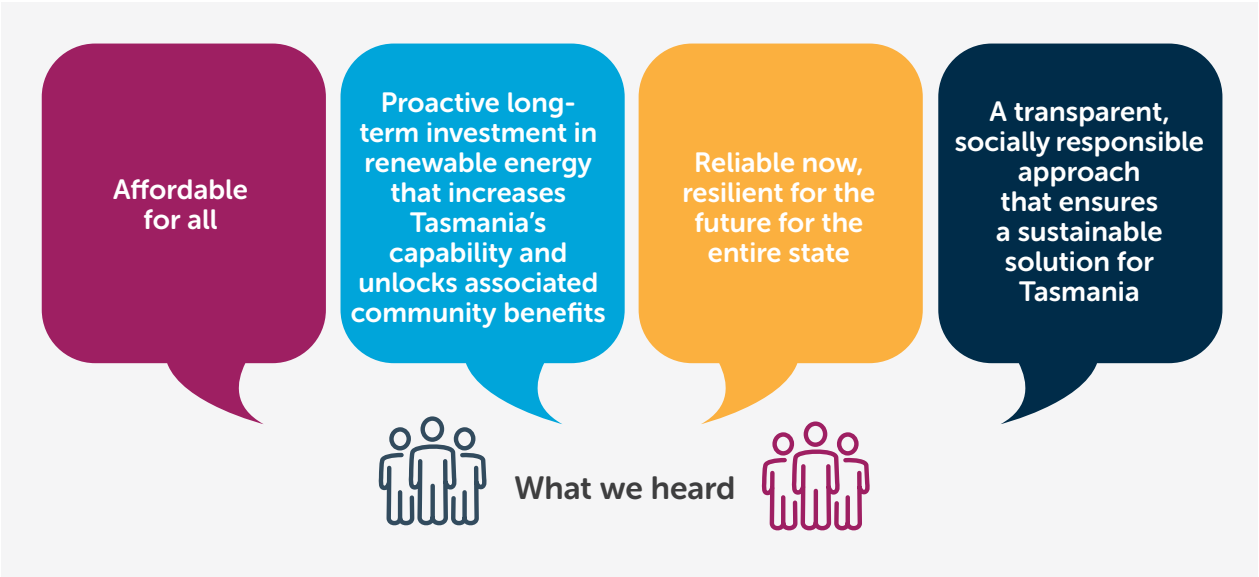 Affordable
for all
Proactive long-
term investment in
renewable energy
that increases
Tasmania’s
capability and
unlocks associated
community benefits
Reliable now,
resilient for the
future for the
entire state
A transparent,
socially responsible
approach
that ensures
a sustainable
solution for
Tasmania
What we heard